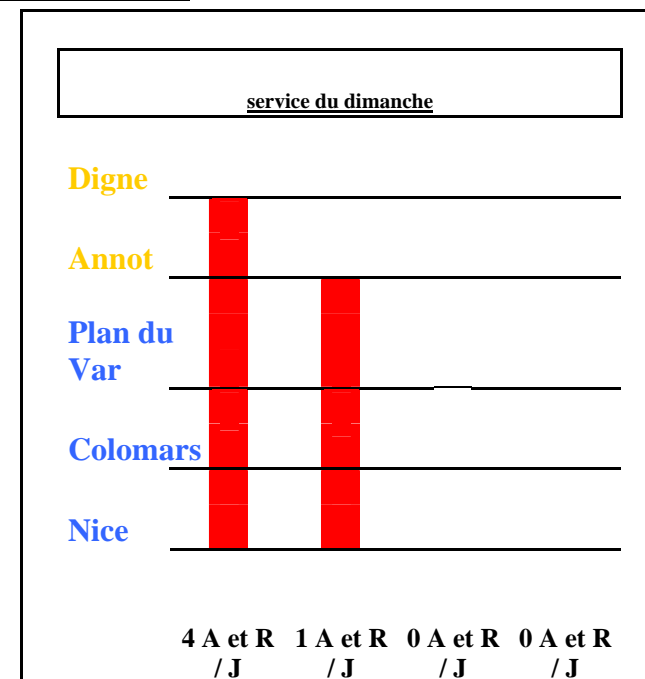 service du dimanche
Digne
Annot
Plan du
Var
Colomars
Nice
4 A et R 1 A et R 0 A et R 0 A et R
/ J / J / J / J